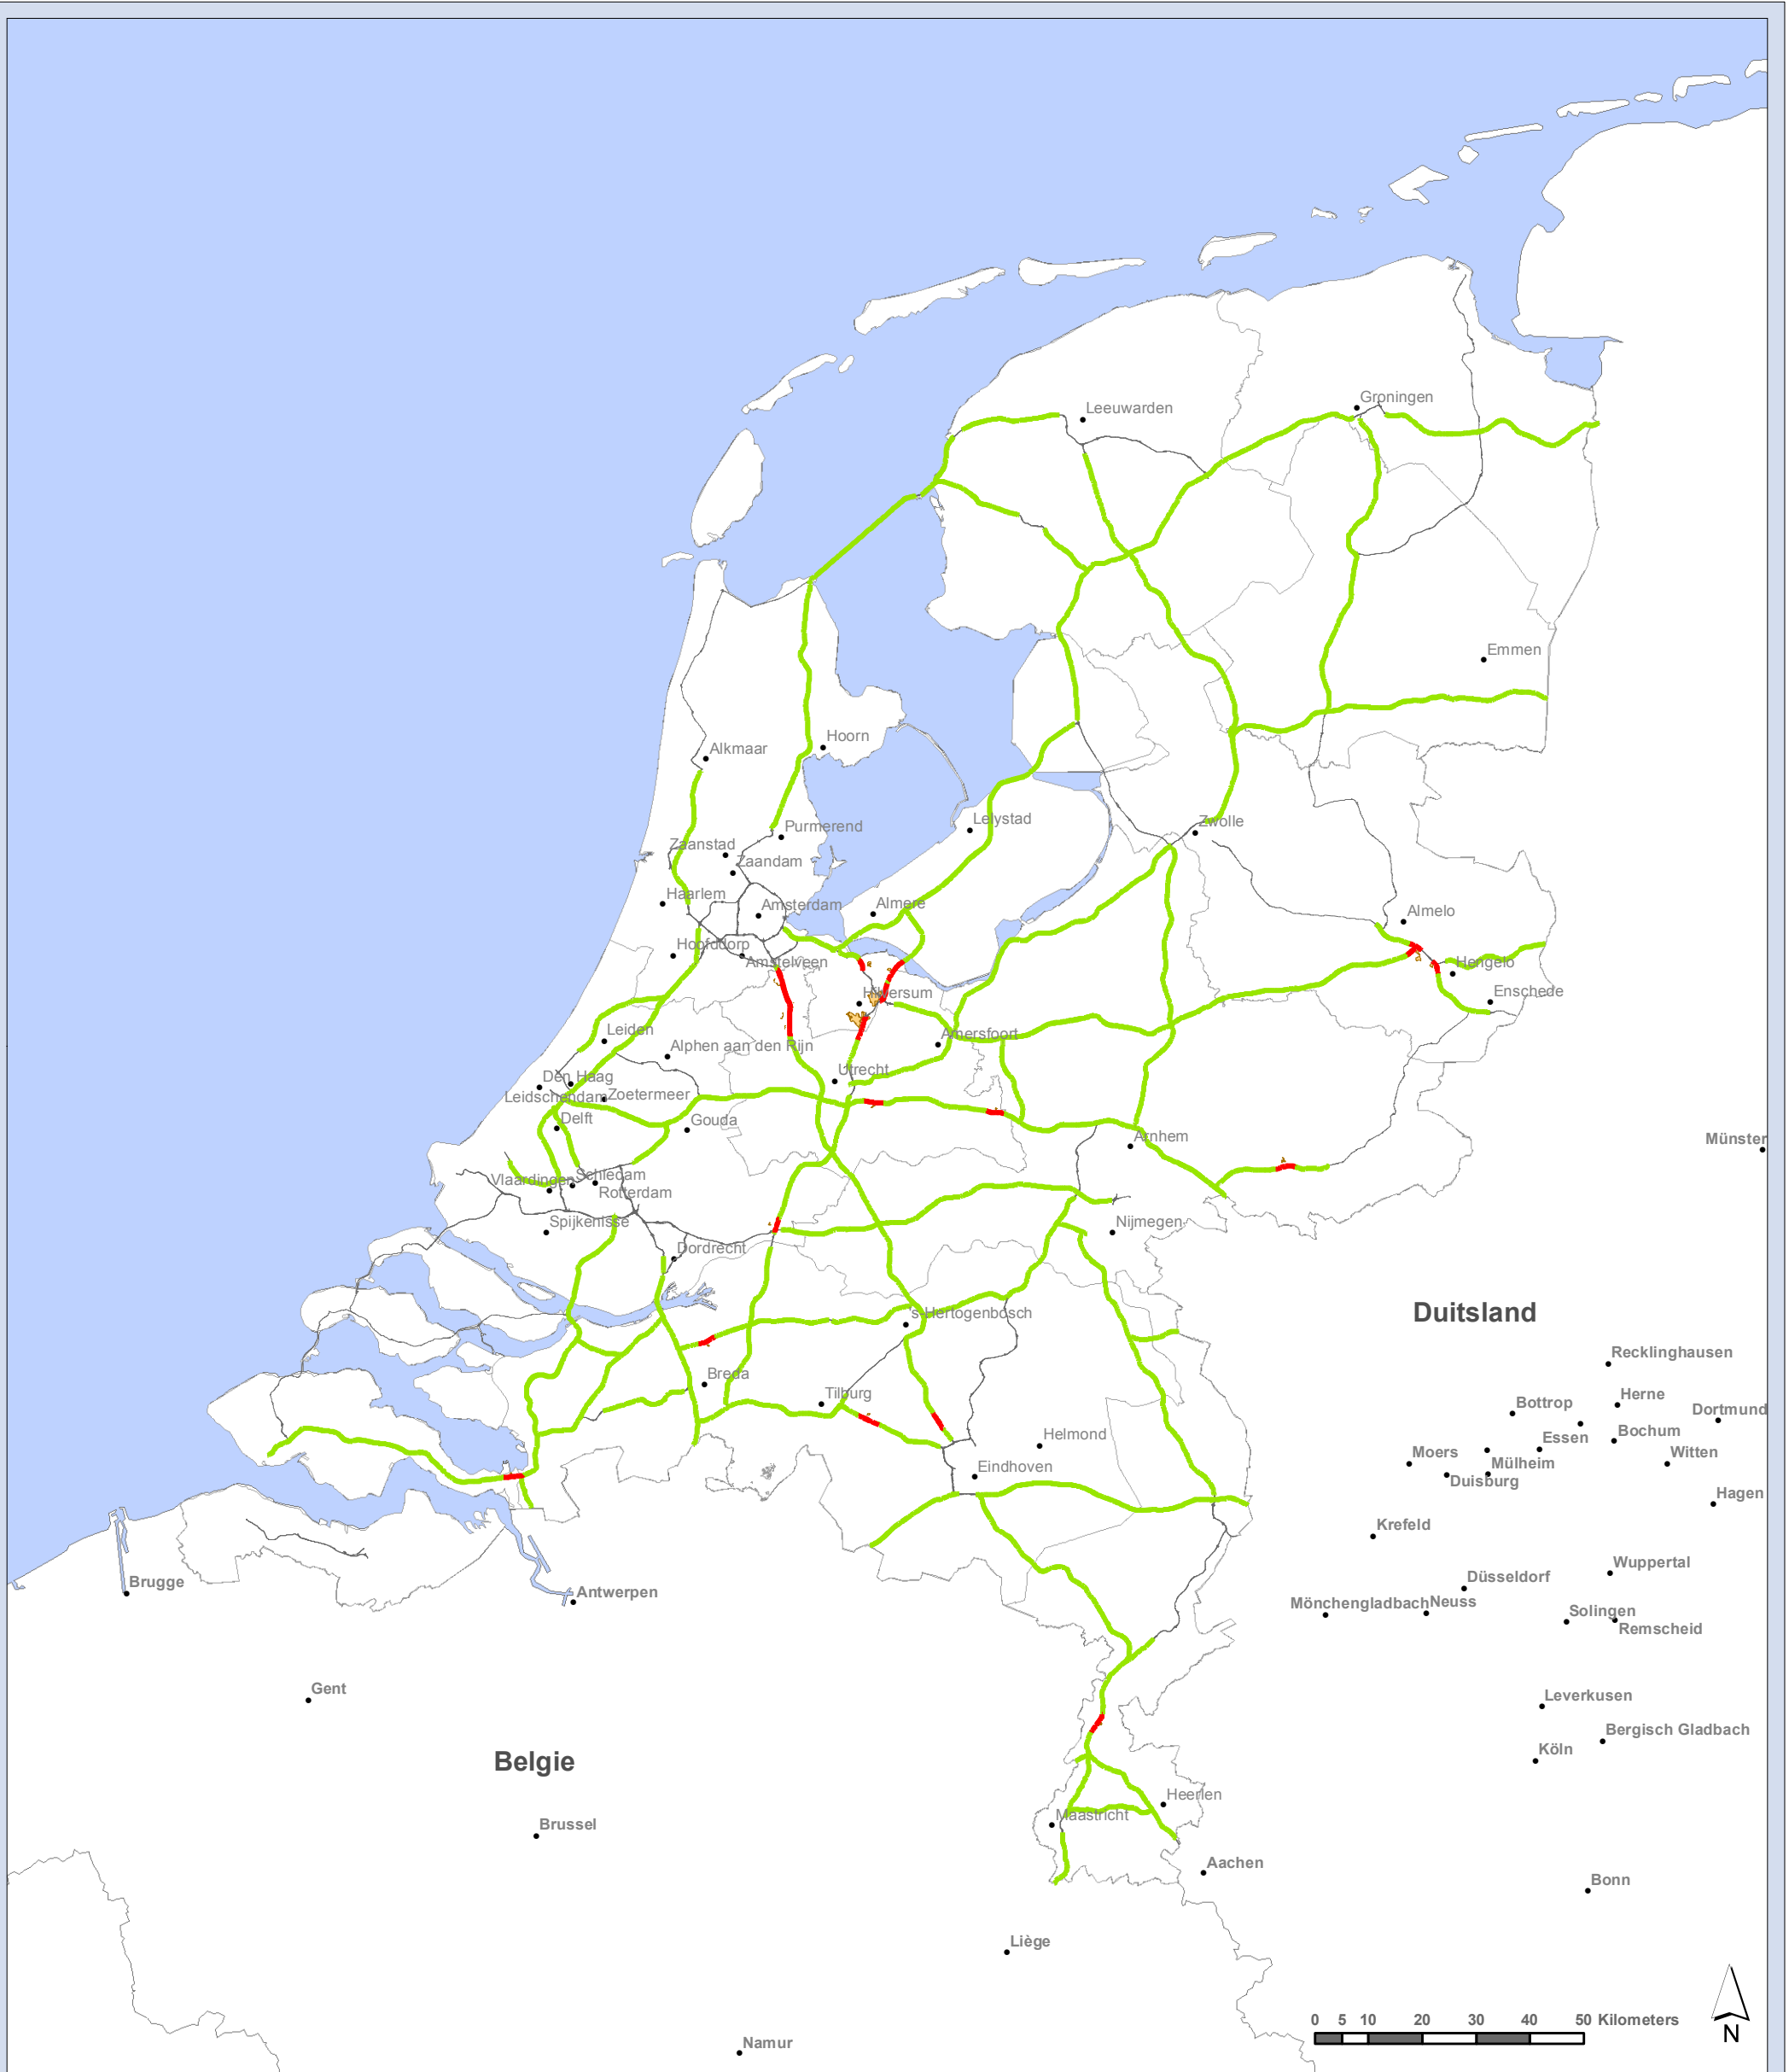 Leeuwarden
Groningen
Emmen
Alkmaar
Hoorn
Purmerend
Lelystad
Zwolle
Zaanstad
Zaandam
Haarlem
Amsterdam
Almere
Almelo
Hoofddorp
Amstelveen
Hengelo
Hilversum
Enschede
Leiden
Amersfoort
Alphen aan den Rijn
Utrecht
Den Haag
Leidschendam
Zoetermeer
Delft
Gouda
Arnhem
Münster
Schiedam
Vlaardingen
Rotterdam
Spijkenisse
Nijmegen
Dordrecht
's-Hertogenbosch
Duitsland
Recklinghausen
Breda
Tilburg
Bottrop
Herne
Dortmund
Helmond
Essen
Bochum
Moers
Mülheim
Witten
Eindhoven
Duisburg
Hagen
Krefeld
Wuppertal
Brugge
Antwerpen
Düsseldorf
Mönchengladbach
Neuss
Solingen
Remscheid
Gent
Leverkusen
Bergisch Gladbach
Belgie
Köln
Heerlen
Maastricht
Brussel
Aachen
Bonn
Liège
0 5 10 20 30 40 50 Kilometers
N
Namur